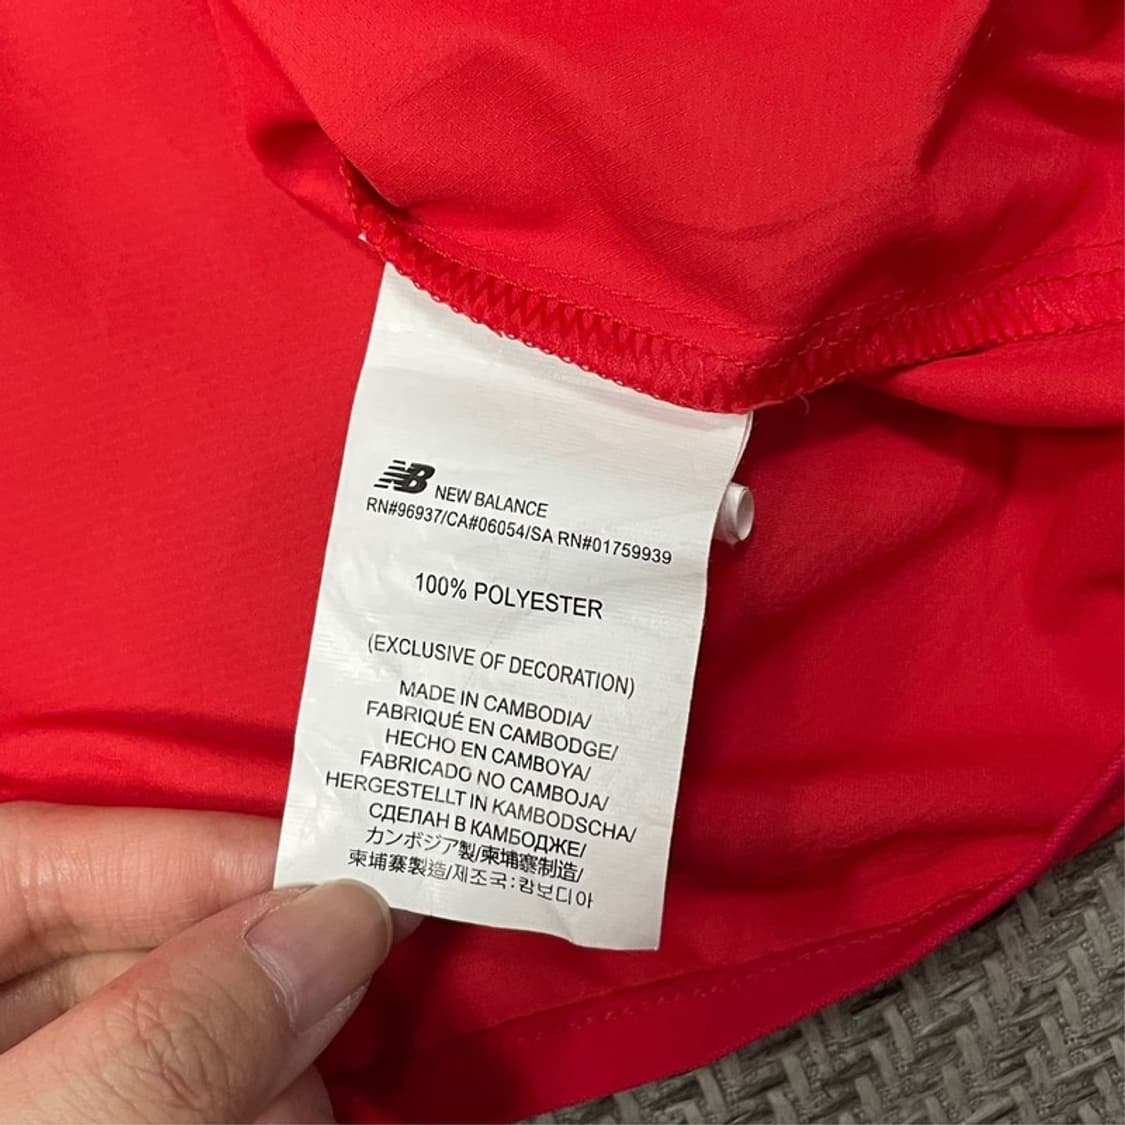 NB NEW BALANCE
RN#96937/CA#06054/SA RN#01759939
100% POLYESTER
(EXCLUSIVE OF DECORATION)
MADE IN CAMBODIA/
FABRIQUÉ EN CAMBODGE/
HECHO EN CAMBOYA/
FABRICADO NO CAMBOJA/
HERGESTELLT IN KAMBODSCHA/
СДЕЛАН В КАМБОДЖЕ/
カンボジア製/柬埔寨制造/
柬埔寨製造/제조국:캄보디아